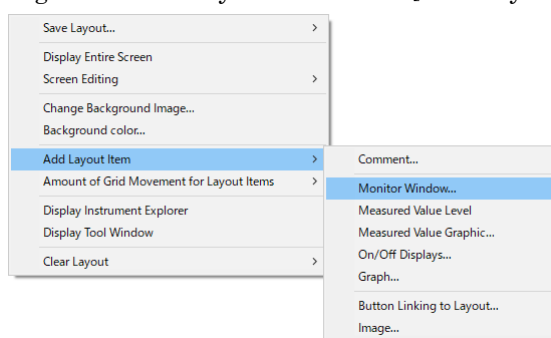 Save Layout...
Display Entire Screen
Screen Editing
Change Background Image...
Background color...
Add Layout Item
Amount of Grid Movement for Layout Items
Display Instrument Explorer
Display Tool Window
Clear Layout
Comment...
Monitor Window...
Measured Value Level
Measured Value Graphic...
On/Off Displays...
Graph...
Button Linking to Layout...
Image...